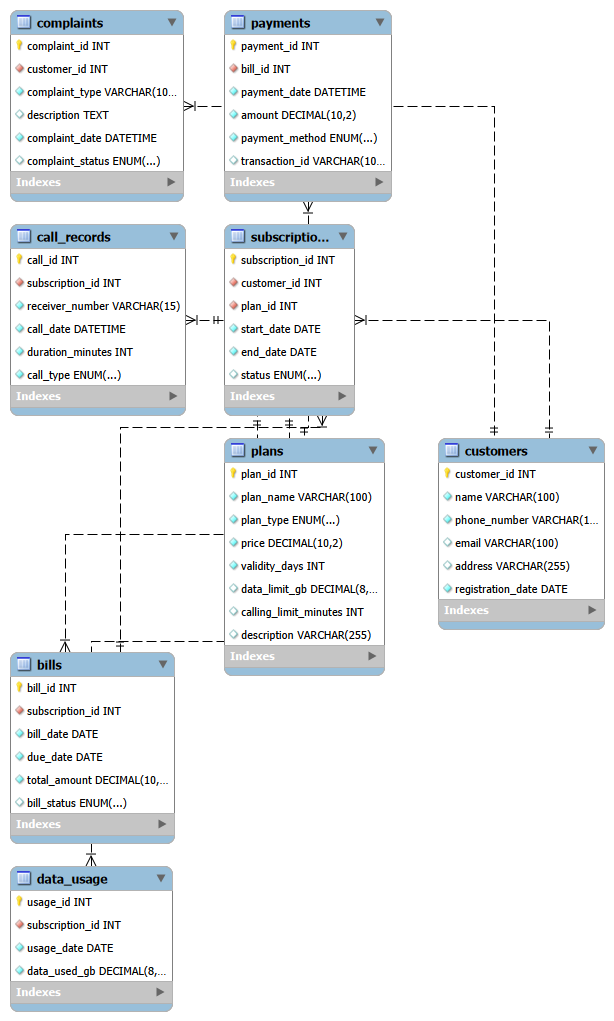 complaints
complaint_id INT
customer_id INT
complaint_type VARCHAR(10...
description TEXT
complaint_date DATETIME
complaint_status ENUM(...)
Indexes
payments
payment_id INT
bill_id INT
payment_date DATETIME
amount DECIMAL(10,2)
payment_method ENUM(...)
transaction_id VARCHAR(10...
Indexes
call_records
call_id INT
subscription_id INT
receiver_number VARCHAR(15)
call_date DATETIME
duration_minutes INT
call_type ENUM(...)
Indexes
subscriptio...
subscription_id INT
customer_id INT
plan_id INT
start_date DATE
end_date DATE
status ENUM(...)
Indexes
plans
plan_id INT
plan_name VARCHAR(100)
plan_type ENUM(...)
price DECIMAL(10,2)
validity_days INT
data_limit_gb DECIMAL(8,...
calling_limit_minutes INT
description VARCHAR(255)
Indexes
customers
customer_id INT
name VARCHAR(100)
phone_number VARCHAR(1...
email VARCHAR(100)
address VARCHAR(255)
registration_date DATE
Indexes
bills
bill_id INT
subscription_id INT
bill_date DATE
due_date DATE
total_amount DECIMAL(10,...
bill_status ENUM(...)
Indexes
data_usage
usage_id INT
subscription_id INT
usage_date DATE
data_used_gb DECIMAL(8,...
Indexes